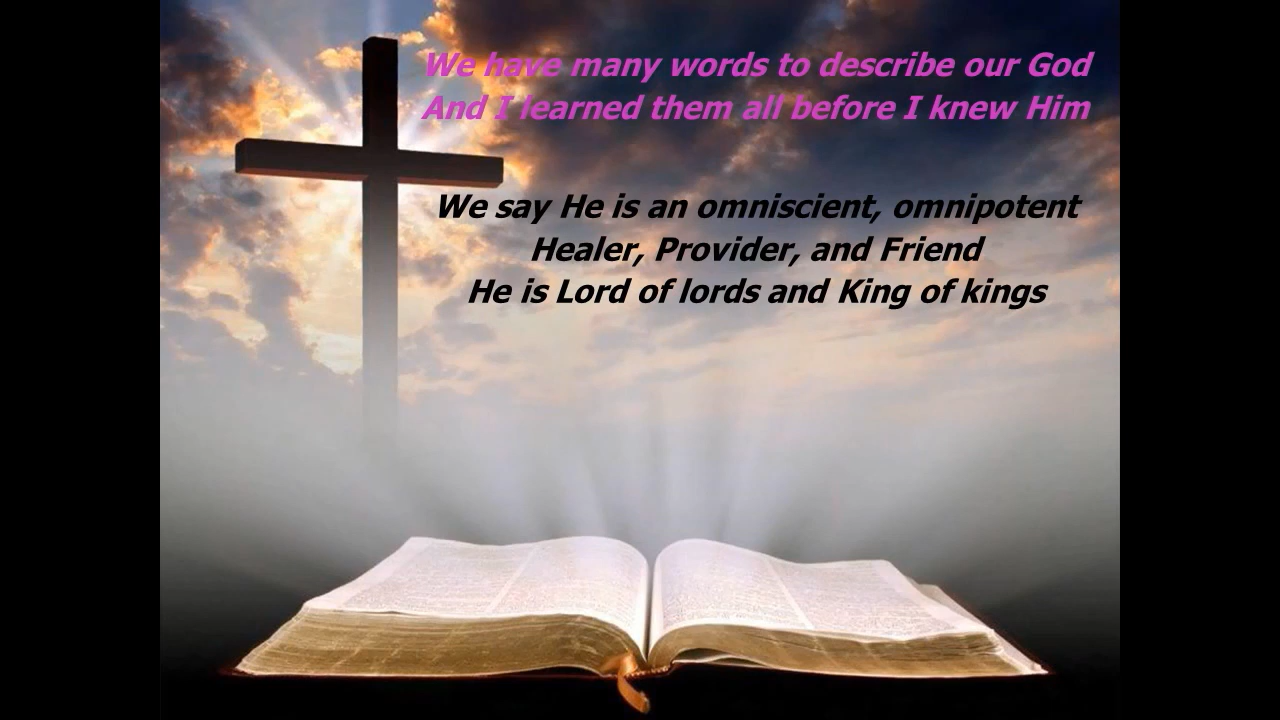 We have many words to describe our God
And I learned them all before I knew Him
We say He is an omniscient, omnipotent
Healer, Provider, and Friend
He is Lord of lords and King of kings